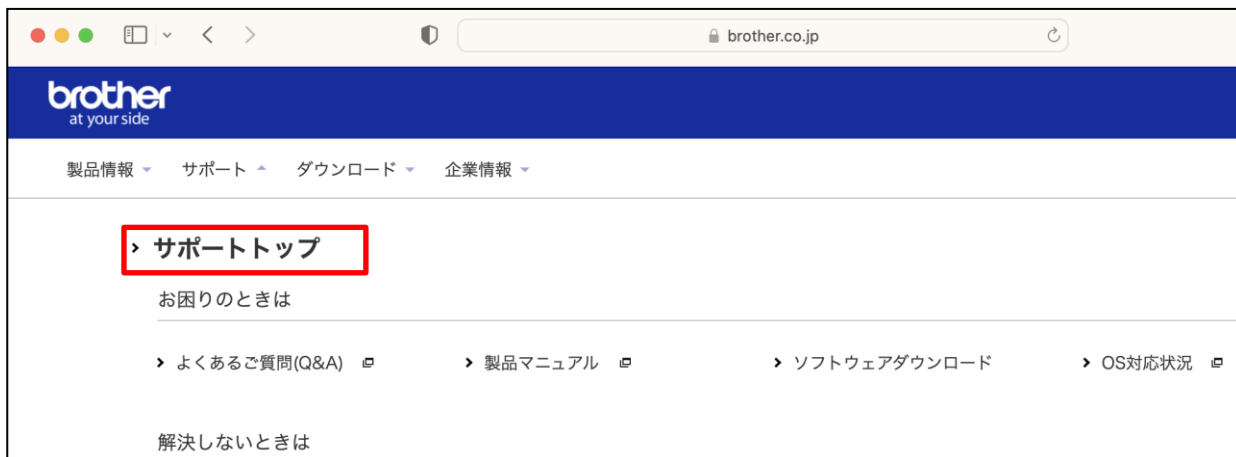 brother.co.jp
brother
at your side
製品情報 サポート ダウンロード 企業情報
サポートトップ
お困りのときは
よくあるご質問(Q&A) 製品マニュアル ソフトウェアダウンロード OS対応状況
解決しないときは